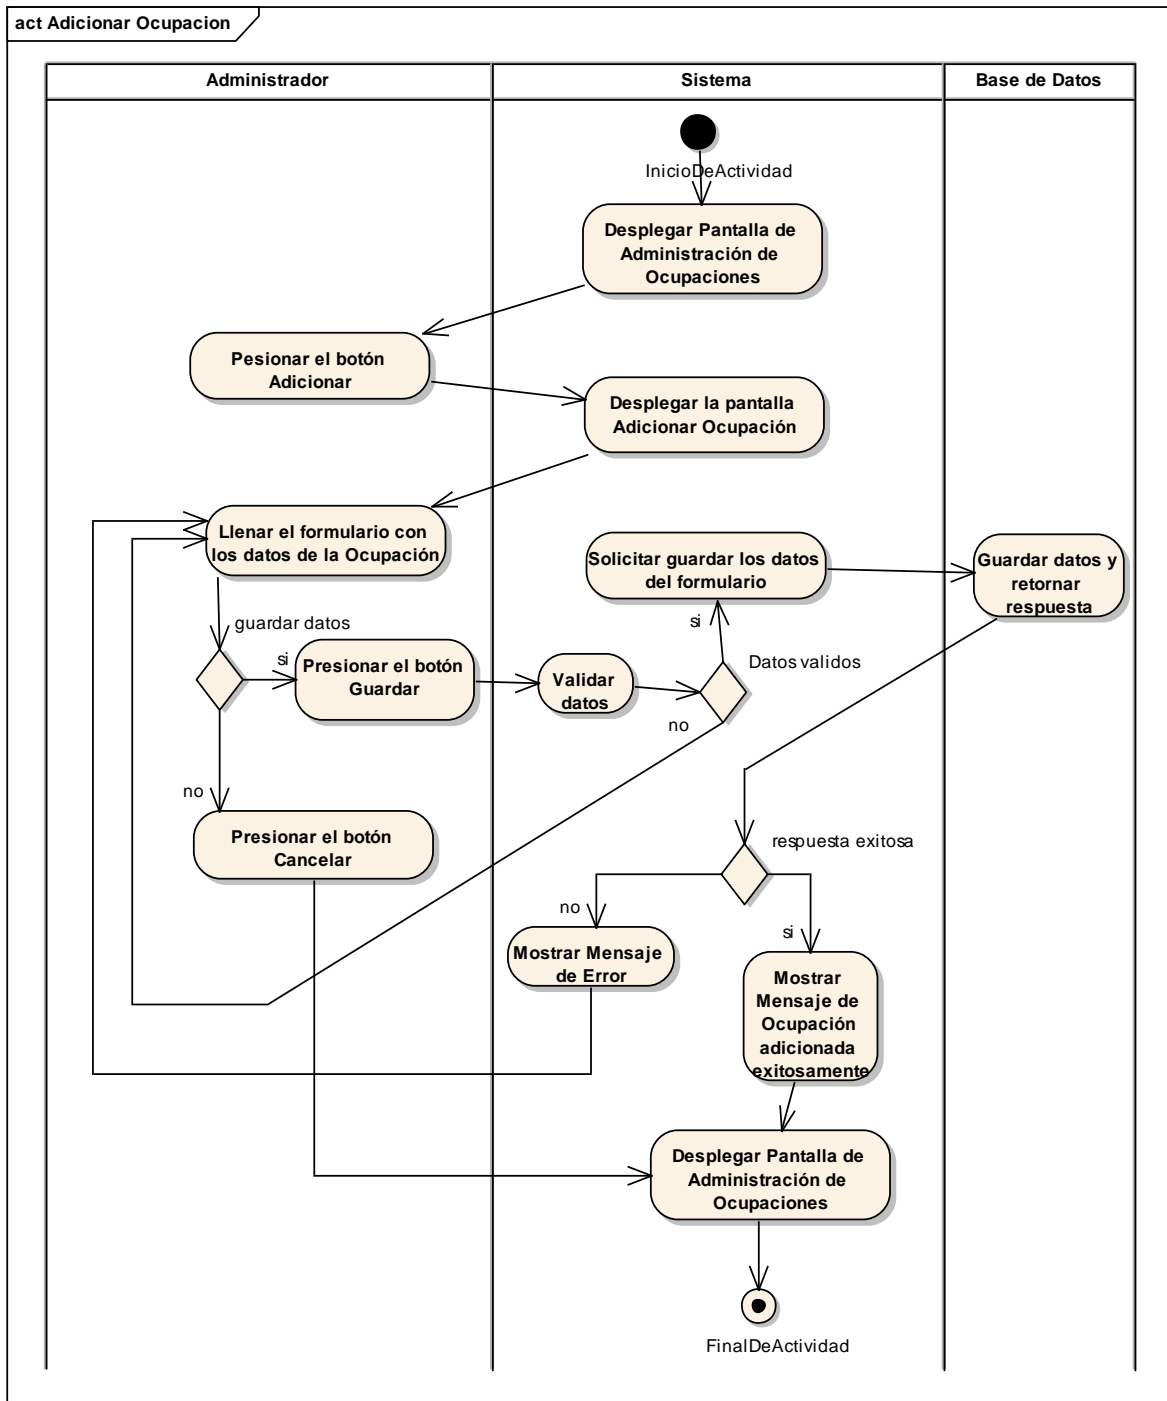 act Adicionar Ocupacion
Administrador
Sistema
Base de Datos
InicioDeActividad
Desplegar Pantalla de
Administración de
Ocupaciones
Pesionar el botón
Adicionar
Desplegar la pantalla
Adicionar Ocupación
Llenar el formulario con
los datos de la Ocupación
Solicitar guardar los datos
del formulario
Guardar datos y
retornar
respuesta
guardar datos
si
Presionar el botón
Guardar
Validar
datos
si
Datos validos
no
no
Presionar el botón
Cancelar
respuesta exitosa
no
si
Mostrar Mensaje
de Error
Mostrar
Mensaje de
Ocupación
adicionada
exitosamente
Desplegar Pantalla de
Administración de
Ocupaciones
FinalDeActividad